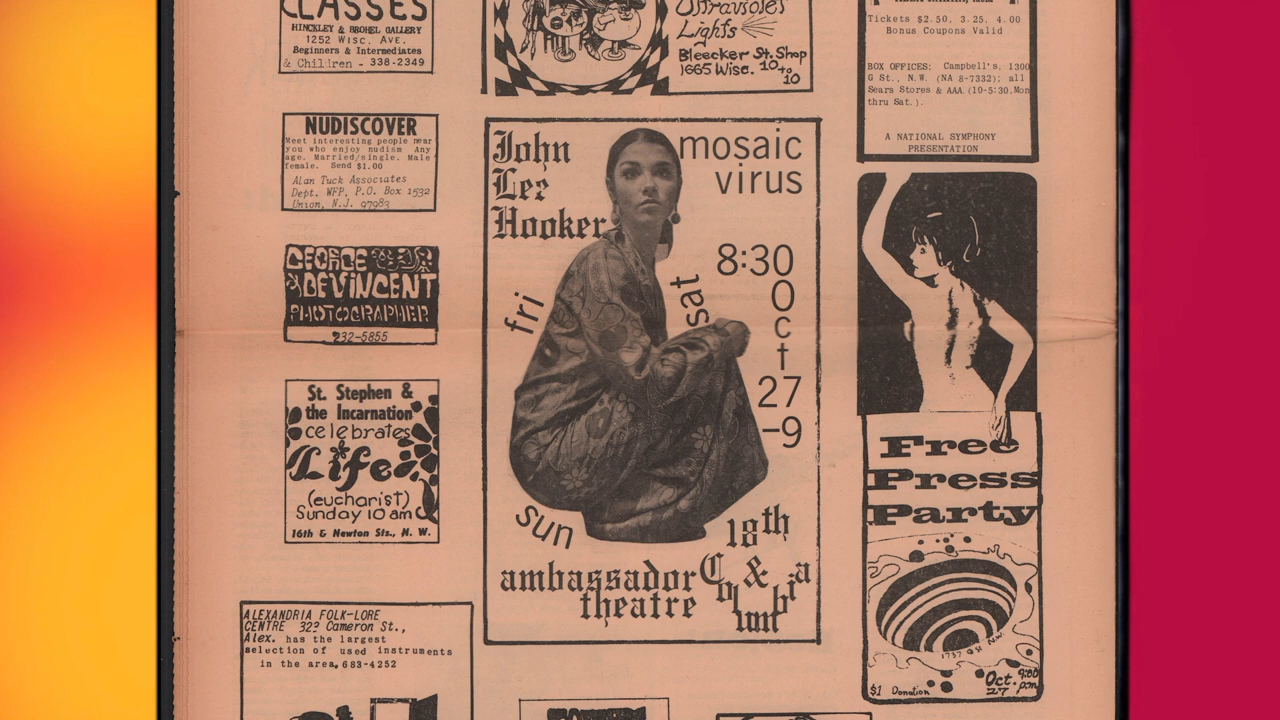 CLASSES
HINCKLEY & BROHEL GALLERY
1252 WISC. AVE.
Beginners & Intermediates
& Children - 338-2349
Ultraviolet
Lights
Bleecker St. Shop
1665 Wisc. 10 to 10
Tickets $2.50, 3.25, 4.00
Bonus Coupons Valid
BOX OFFICES: Campbell's, 1300
G St., N.W. (NA 8-7332); all
Sears Stores & AAA (10-5:30, Mon
thru Sat.).
A NATIONAL SYMPHONY
PRESENTATION
NUDISCOVER
Meet interesting people near
you who enjoy nudism Any
age. Married/single. Male
female. Send $1.00
Alan Tuck Associates
Dept. WFP, P.O. Box 1532
Union, N.J. 07083
GEORGE
DEVINCENT
PHOTOGRAPHER
232-5855
St. Stephen &
the Incarnation
celebrates
Life
(eucharist)
Sunday 10 am
16th & Newton Sts., N. W.
ALEXANDRIA FOLK-LORE
CENTRE 323 Cameron St.,
Alex. has the largest
selection of used instruments
in the area, 683-4252
John
Lee
Hooker
mosaic
virus
8:30
Oct
27
-9
fri
sat
sun
ambassador
theatre
18th
&
Columbia
Free
Press
Party
1737 Q St N.W.
$1 Donation
Oct. 27
9:00 p.m.